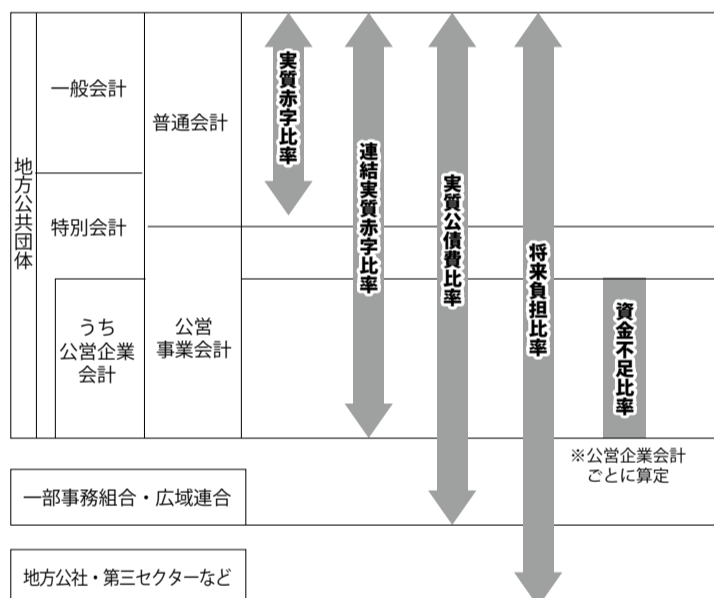 地方公共団体
一般会計
特別会計
うち
公営企業
会計
普通会計
公営
事業会計
実質赤字比率
連結実質赤字比率
実質公債費比率
将来負担比率
資金不足比率
※公営企業会計
ごとに算定
一部事務組合・広域連合
地方公社・第三セクターなど